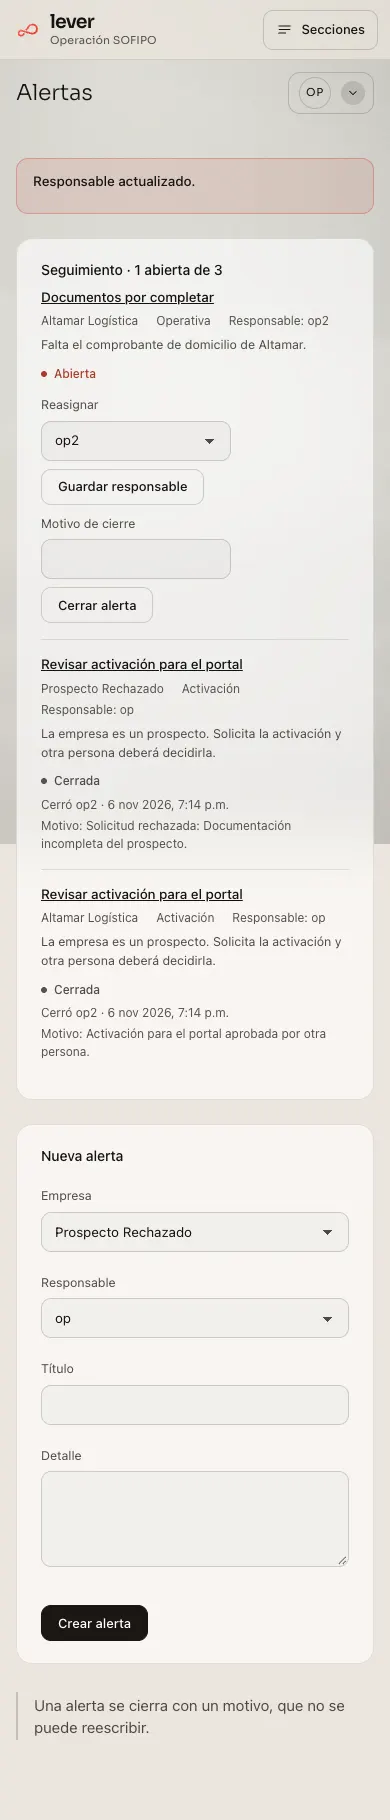 lever
Operación SOFIPO
Secciones
Alertas
OP
Responsable actualizado.
Seguimiento · 1 abierta de 3
Documentos por completar
Altamar Logística Operativa Responsable: op2
Falta el comprobante de domicilio de Altamar.
Abierta
Reasignar
op2
Guardar responsable
Motivo de cierre
Cerrar alerta
Revisar activación para el portal
Prospecto Rechazado Activación
Responsable: op
La empresa es un prospecto. Solicita la activación y
otra persona deberá decidirla.
Cerrada
Cerró op2 · 6 nov 2026, 7:14 p.m.
Motivo: Solicitud rechazada: Documentación
incompleta del prospecto.
Revisar activación para el portal
Altamar Logística Activación Responsable: op
La empresa es un prospecto. Solicita la activación y
otra persona deberá decidirla.
Cerrada
Cerró op2 · 6 nov 2026, 7:14 p.m.
Motivo: Activación para el portal aprobada por otra
persona.
Nueva alerta
Empresa
Prospecto Rechazado
Responsable
op
Título
Detalle
Crear alerta
Una alerta se cierra con un motivo, que no se
puede reescribir.